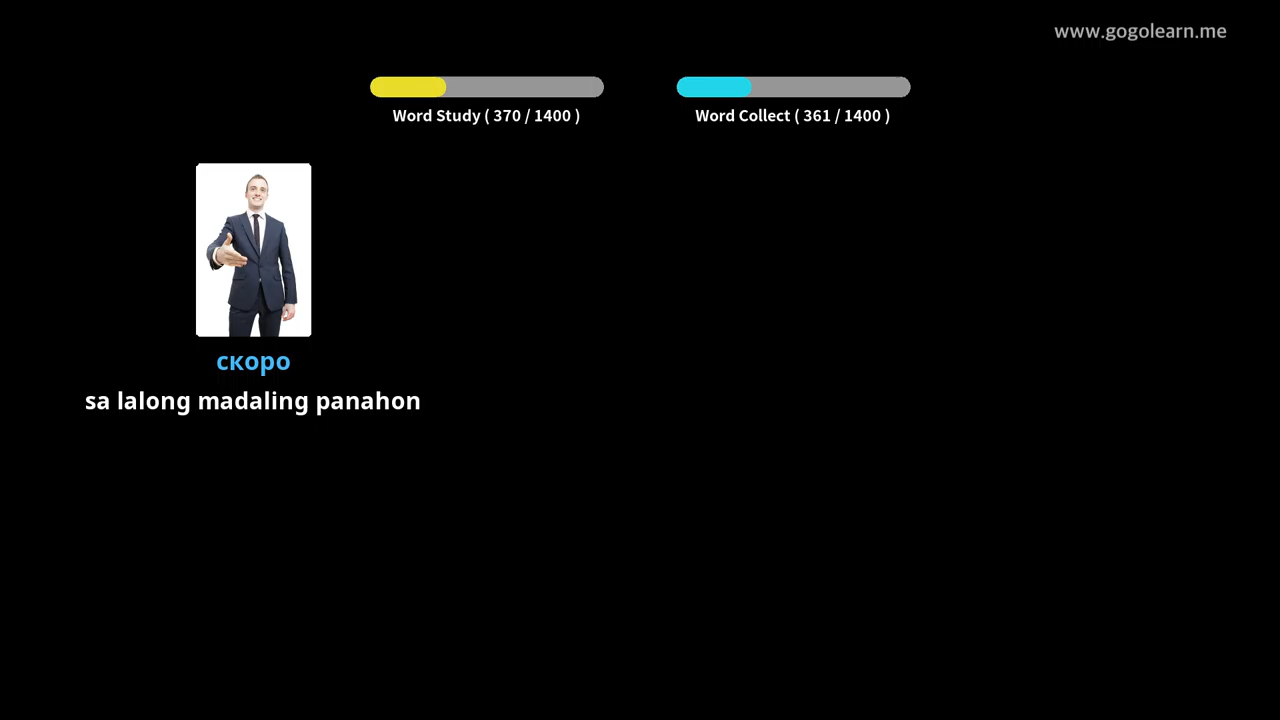 www.gogolearn.me
Word Study ( 370 / 1400 )
Word Collect ( 361 / 1400 )
скоро
sa lalong madaling panahon